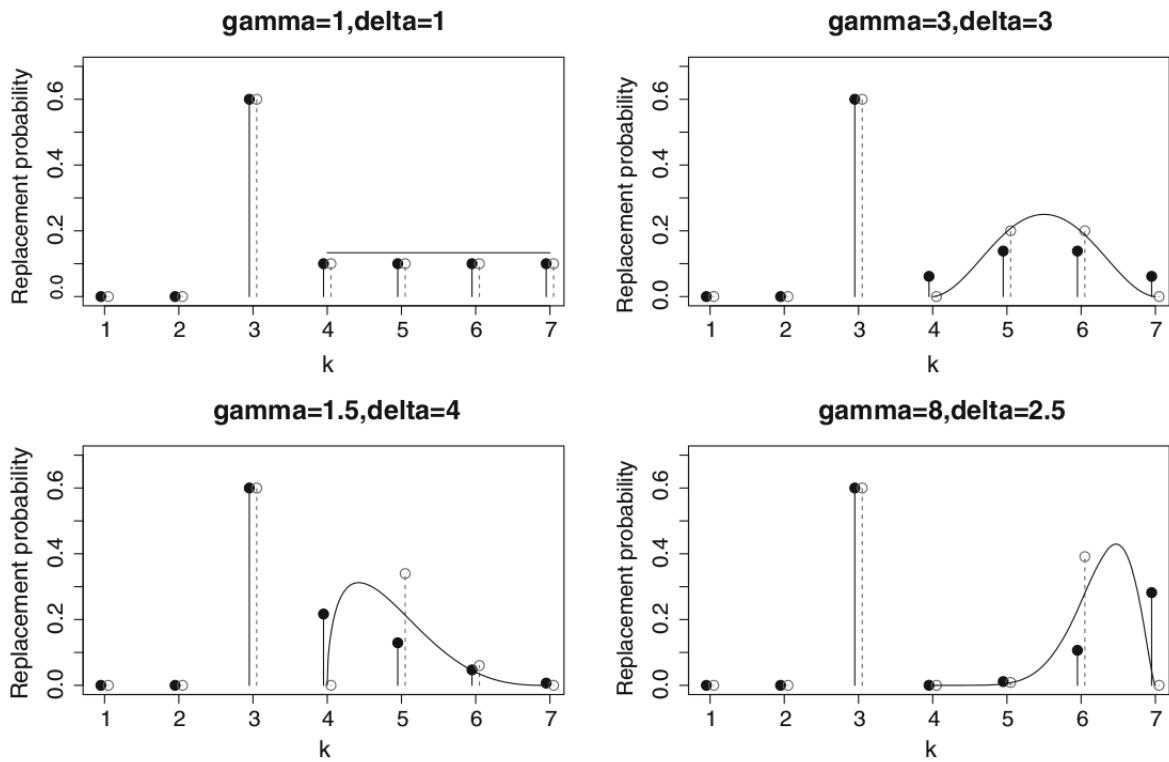 gamma=1,delta=1
Replacement probability
0.0 0.2 0.4 0.6
1 2 3 4 5 6 7
k
gamma=3,delta=3
Replacement probability
0.0 0.2 0.4 0.6
1 2 3 4 5 6 7
k
gamma=1.5,delta=4
Replacement probability
0.0 0.2 0.4 0.6
1 2 3 4 5 6 7
k
gamma=8,delta=2.5
Replacement probability
0.0 0.2 0.4 0.6
1 2 3 4 5 6 7
k